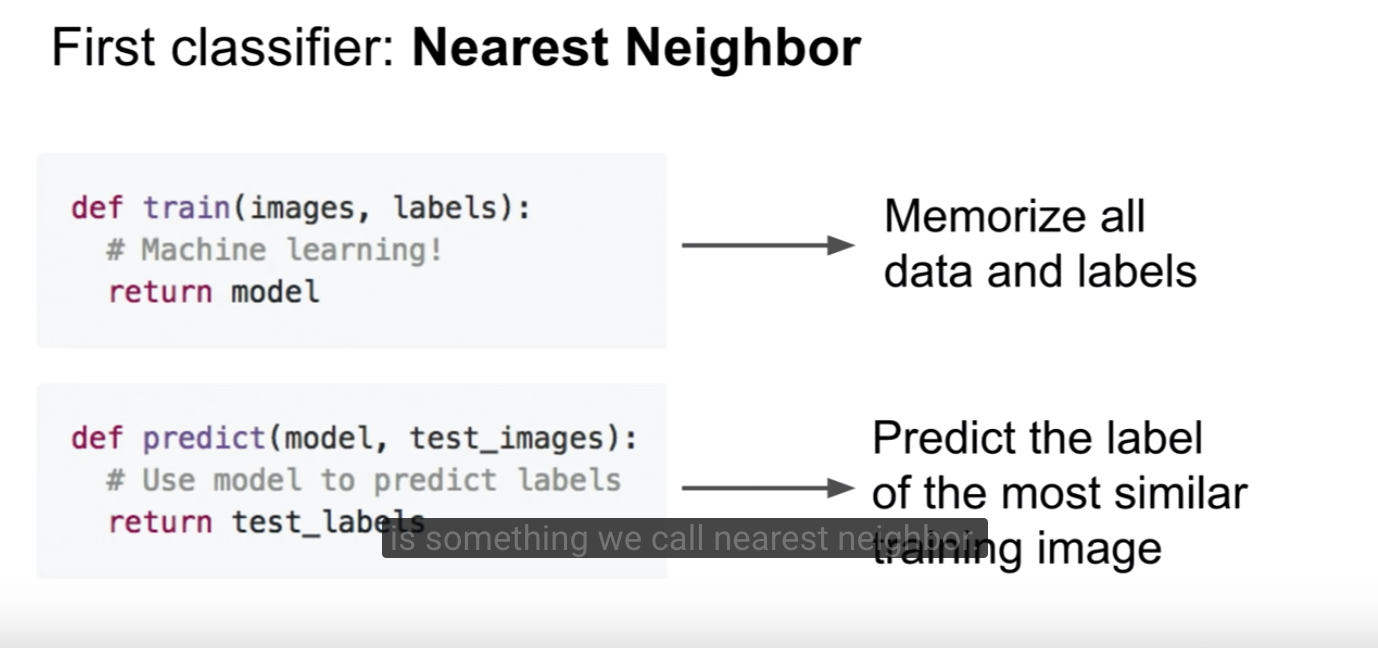 First classifier: Nearest Neighbor
def train(images, labels):
# Machine learning!
return model
Memorize all
data and labels
def predict(model, test_images):
# Use model to predict labels
return test_labels
Predict the label
of the most similar
training image
is something we call nearest neighbor